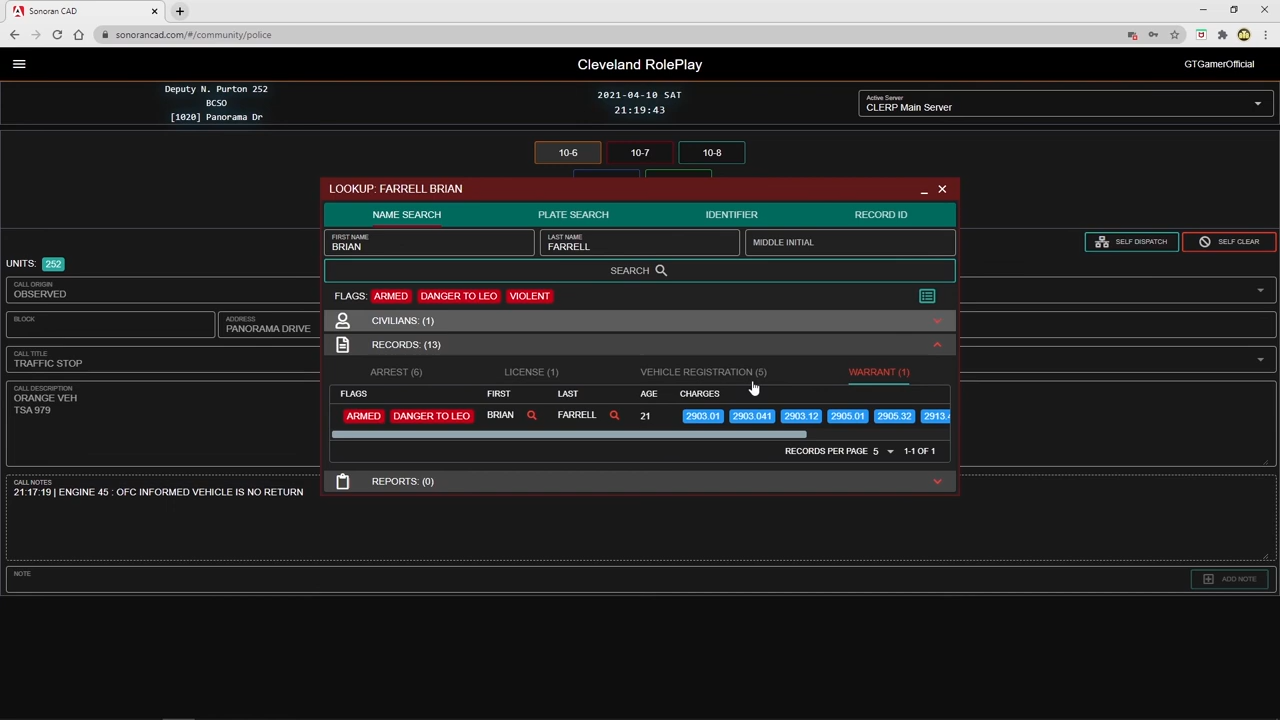 Sonoran CAD
sonorancad.com/#/community/police
Cleveland RolePlay
GTGamerOfficial
Deputy N. Purton 252
BCSO
[1020] Panorama Dr
2021-04-10 SAT
21:19:43
Active Server
CLERP Main Server
10-6
10-7
10-8
LOOKUP: FARRELL BRIAN
NAME SEARCH
PLATE SEARCH
IDENTIFIER
RECORD ID
FIRST NAME
BRIAN
LAST NAME
FARRELL
MIDDLE INITIAL
SEARCH
FLAGS: ARMED DANGER TO LEO VIOLENT
CIVILIANS: (1)
RECORDS: (13)
ARREST (6)
LICENSE (1)
VEHICLE REGISTRATION (5)
WARRANT (1)
FLAGS FIRST LAST AGE CHARGES
ARMED DANGER TO LEO BRIAN FARRELL 21 2903.01 2903.041 2903.12 2905.01 2905.32 2913.4
RECORDS PER PAGE 5 1-1 OF 1
REPORTS: (0)
SELF DISPATCH
SELF CLEAR
UNITS: 252
CALL ORIGIN
OBSERVED
BLOCK
ADDRESS
PANORAMA DRIVE
CALL TITLE
TRAFFIC STOP
CALL DESCRIPTION
ORANGE VEH
TSA 979
CALL NOTES
21:17:19 | ENGINE 45 : OFC INFORMED VEHICLE IS NO RETURN
NOTE
ADD NOTE